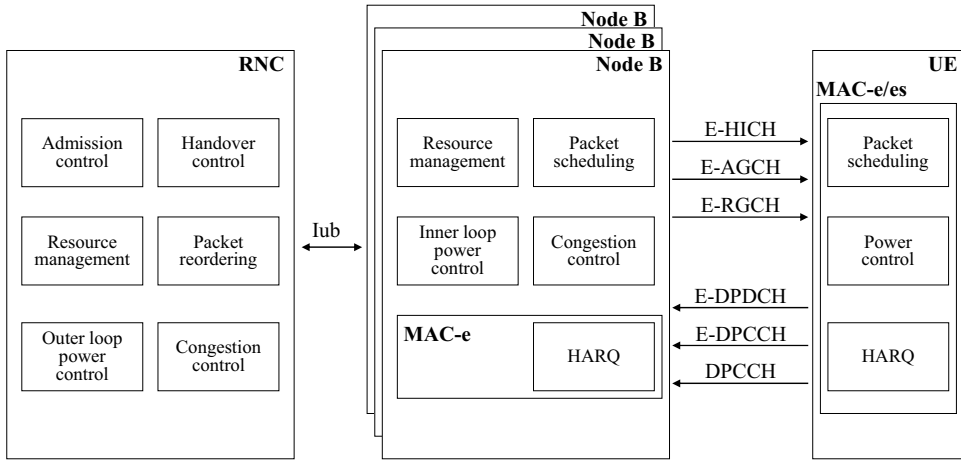 Node B
Node B
Node B
RNC
Admission
control
Handover
control
Resource
management
Packet
reordering
Outer loop
power
control
Congestion
control
Iub
Resource
management
Packet
scheduling
Inner loop
power
control
Congestion
control
MAC-e
HARQ
E-HICH
E-AGCH
E-RGCH
E-DPDCH
E-DPCCH
DPCCH
UE
MAC-e/es
Packet
scheduling
Power
control
HARQ